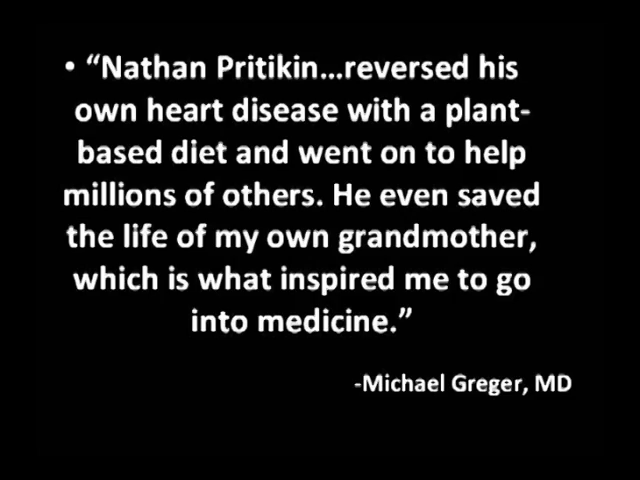 • “Nathan Pritikin...reversed his
own heart disease with a plant-
based diet and went on to help
millions of others. He even saved
the life of my own grandmother,
which is what inspired me to go
into medicine.”
-Michael Greger, MD